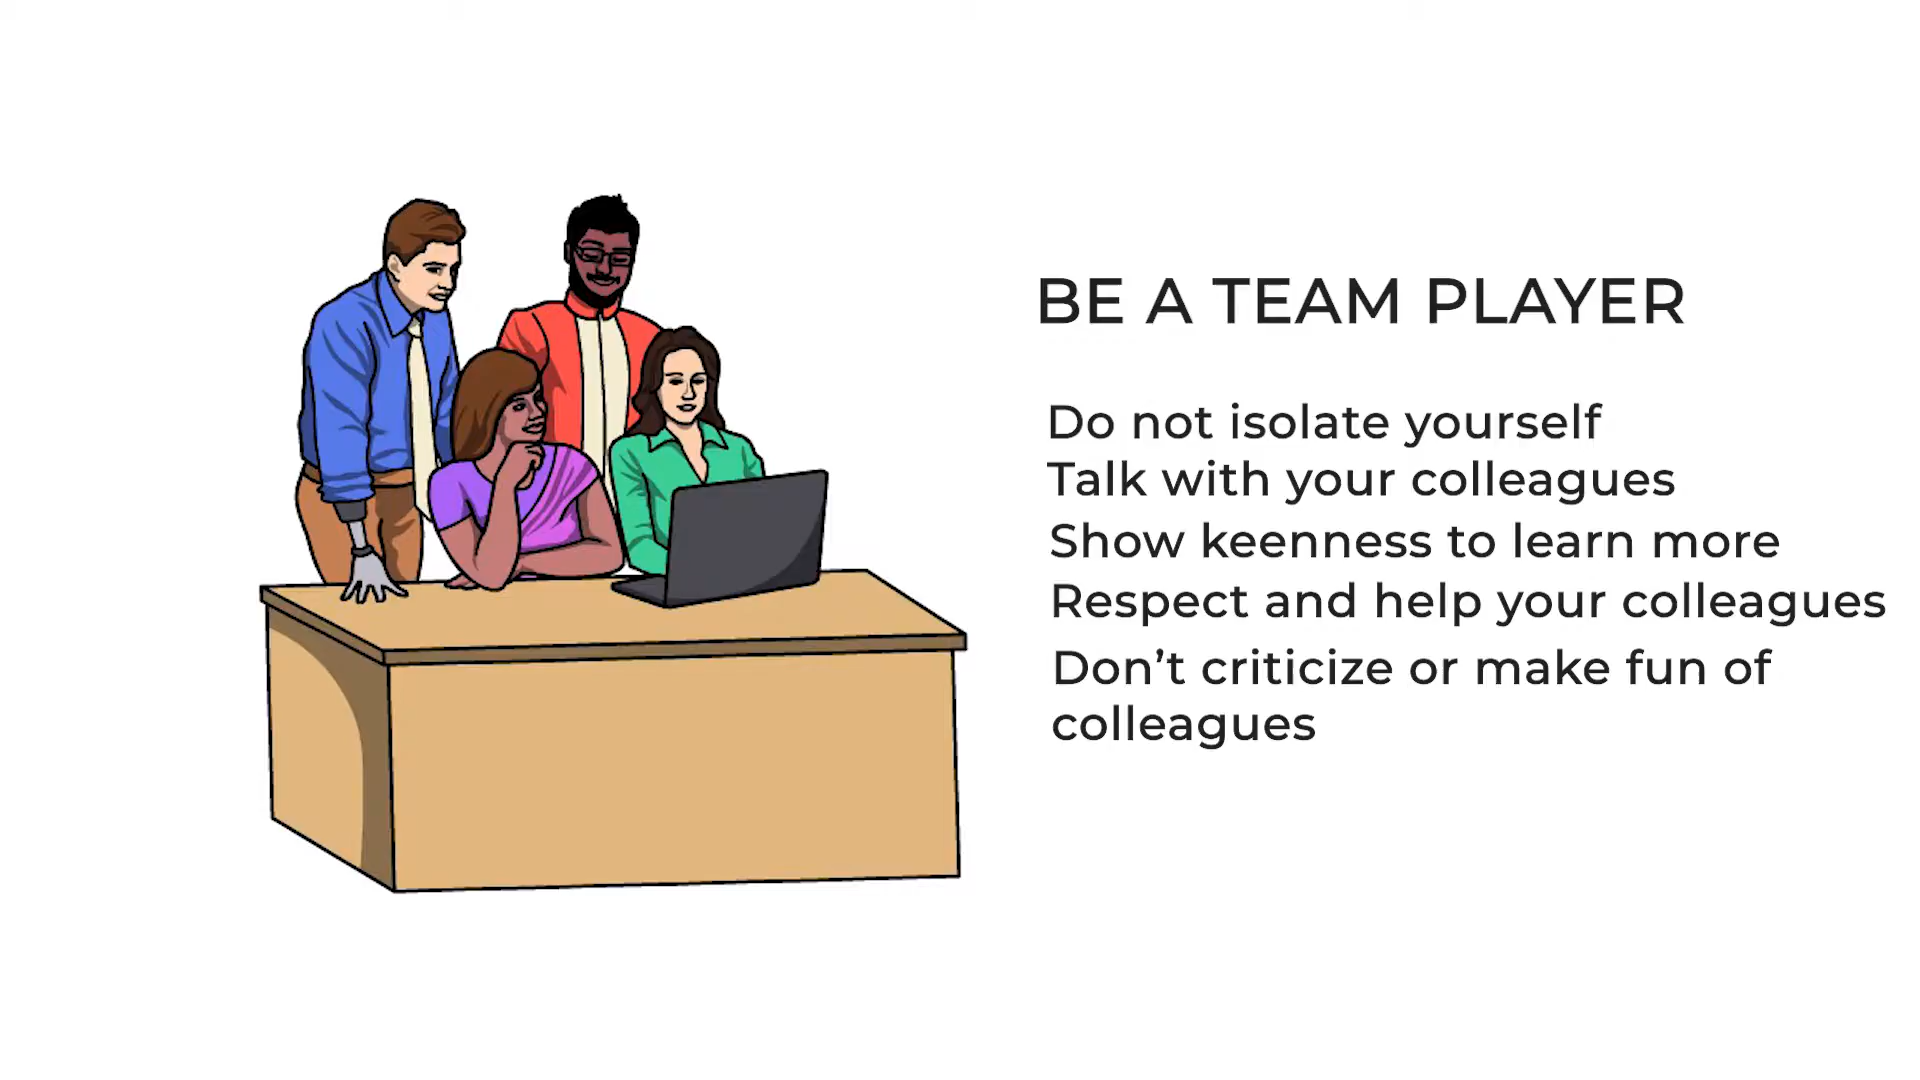 BE A TEAM PLAYER
Do not isolate yourself
Talk with your colleagues
Show keenness to learn more
Respect and help your colleagues
Don’t criticize or make fun of
colleagues